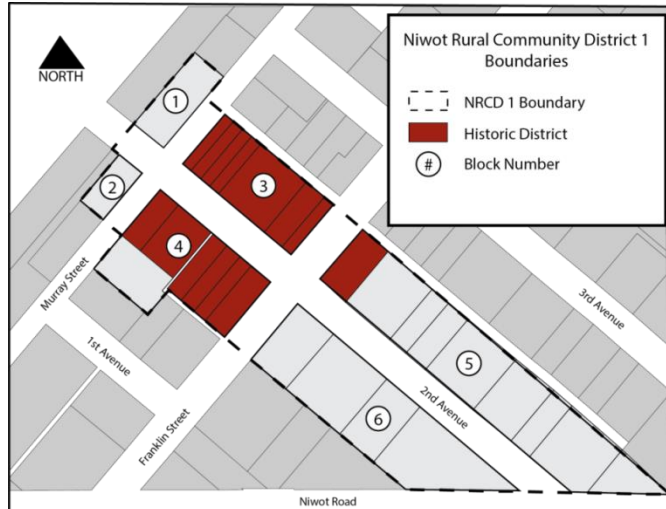 Niwot Rural Community District 1
Boundaries
NRCD 1 Boundary
Historic District
# Block Number
NORTH
1
2
3
4
5
6
Murray Street
1st Avenue
Franklin Street
2nd Avenue
3rd Avenue
Niwot Road